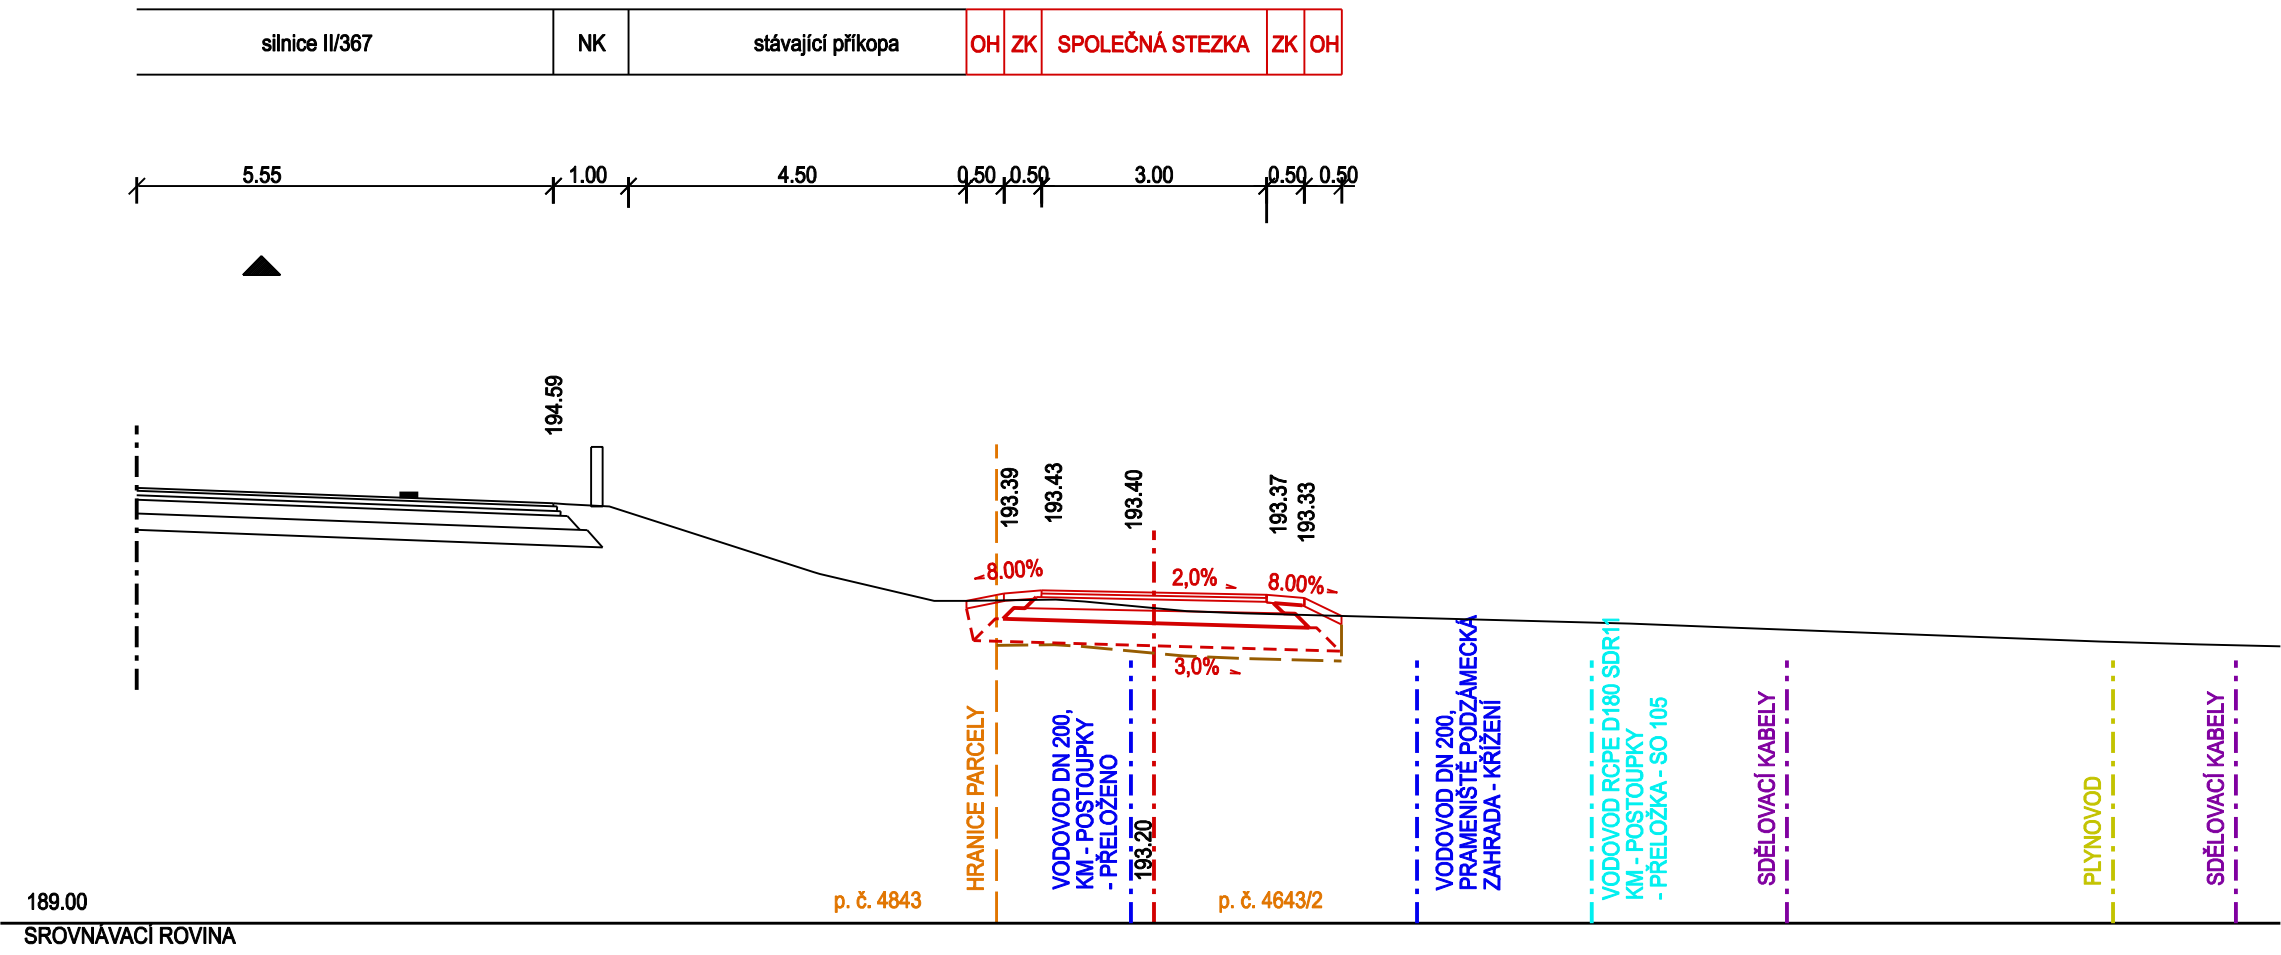 silnice II/367
NK
stávající příkopa
OH
ZK
SPOLEČNÁ STEZKA
ZK
OH
5.55
1.00
4.50
0.50
0.50
3.00
0.50
0.50
194.59
193.39
193.43
193.40
193.37
193.33
8.00%
2,0%
8.00%
3,0%
HRANICE PARCELY
VODOVOD DN 200,
KM - POSTOUPKY
- PŘELOŽENO
193.20
VODOVOD DN 200,
PRAMENIŠTĚ PODZÁMECKÁ
ZAHRADA - KŘÍŽENÍ
VODOVOD RCPE D180 SDR11
KM - POSTOUPKY
- PŘELOŽKA - SO 105
SDĚLOVACÍ KABELY
PLYNOVOD
SDĚLOVACÍ KABELY
p. č. 4843
p. č. 4643/2
189.00
SROVNÁVACÍ ROVINA